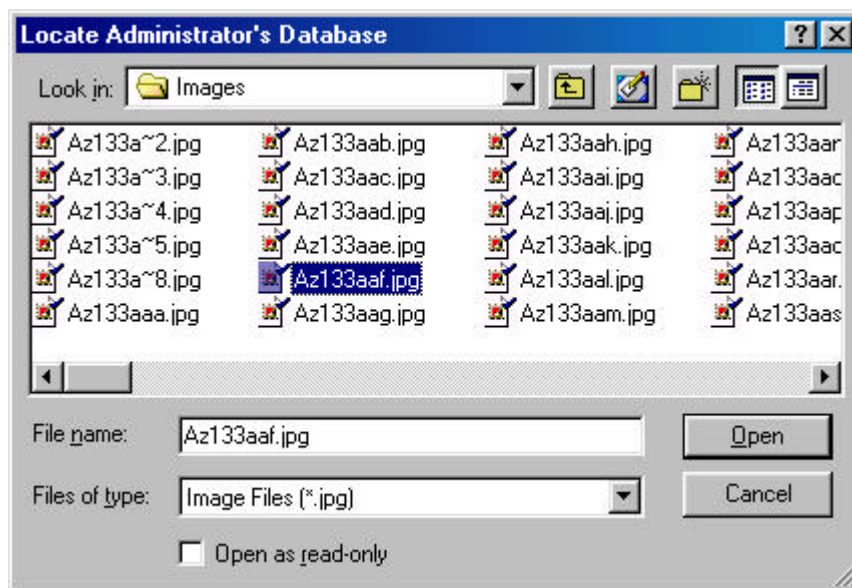 Locate Administrator's Database
Look in: Images
Az133a~2.jpg Az133aab.jpg Az133aah.jpg
Az133a~3.jpg Az133aac.jpg Az133aai.jpg
Az133a~4.jpg Az133aad.jpg Az133aaj.jpg
Az133a~5.jpg Az133aae.jpg Az133aak.jpg
Az133a~8.jpg Az133aaf.jpg Az133aal.jpg Az133aar.
Az133aaa.jpg Az133aag.jpg Az133aam.jpg Az133aas
File name: Az133aaf.jpg Open
Files of type: Image Files (*.jpg) Cancel
Open as read-only